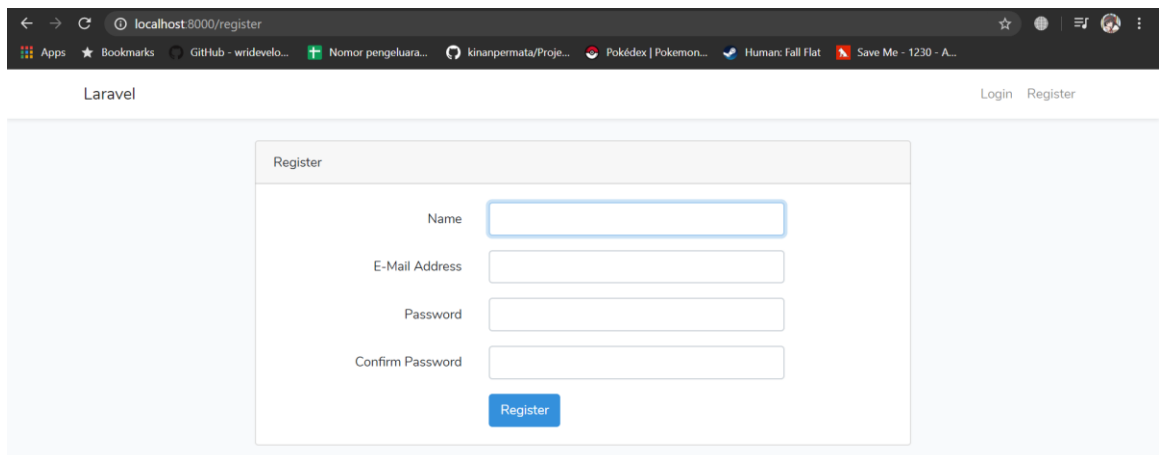 localhost:8000/register
Apps Bookmarks GitHub - wridevelo... Nomor pengeluara... kinanpermata/Proje... Pokédex | Pokemon... Human: Fall Flat Save Me - 1230 - A...
Laravel Login Register
Register
Name
E-Mail Address
Password
Confirm Password
Register